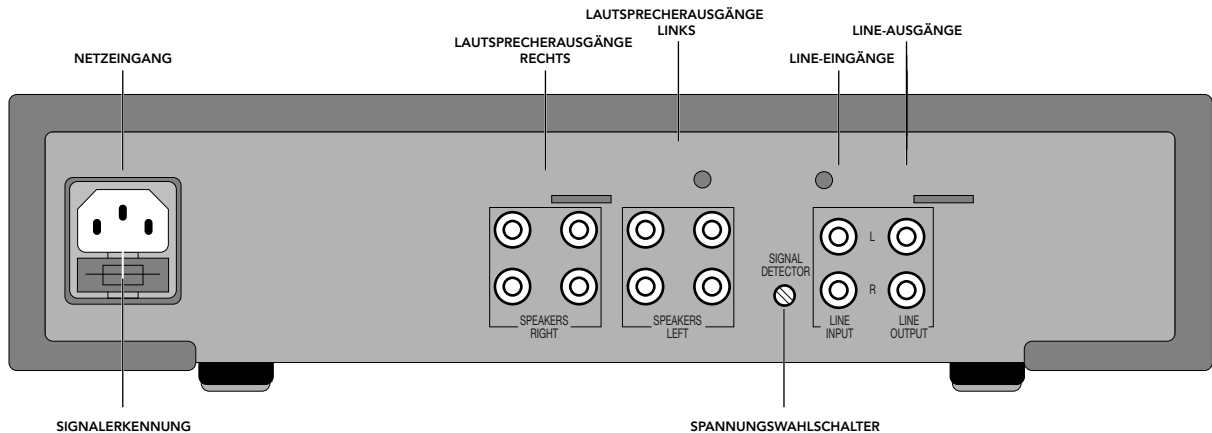 LAUTSPRECHERAUSGÄNGE
LINKS
LINE-AUSGÄNGE
LAUTSPRECHERAUSGÄNGE
RECHTS
NETZEINGANG
LINE-EINGÄNGE
L
SIGNAL
DETECTOR
R
SPEAKERS
RIGHT
SPEAKERS
LEFT
LINE
INPUT
LINE
OUTPUT
SIGNALERKENNUNG
SPANNUNGSWAHLSCHALTER